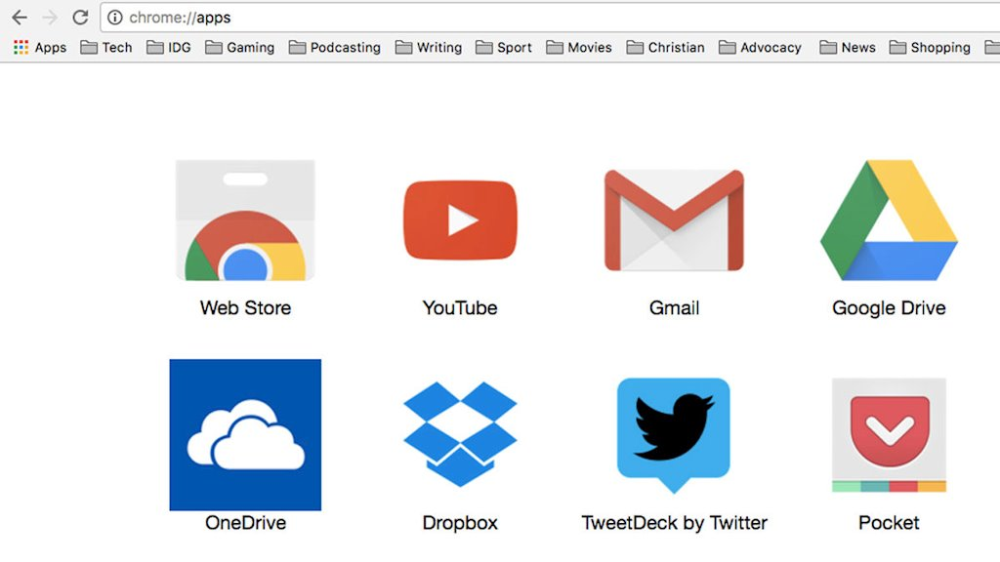 chrome://apps
Apps Tech IDG Gaming Podcasting Writing Sport Movies Christian Advocacy News Shopping
Web Store YouTube Gmail Google Drive
OneDrive Dropbox TweetDeck by Twitter Pocket